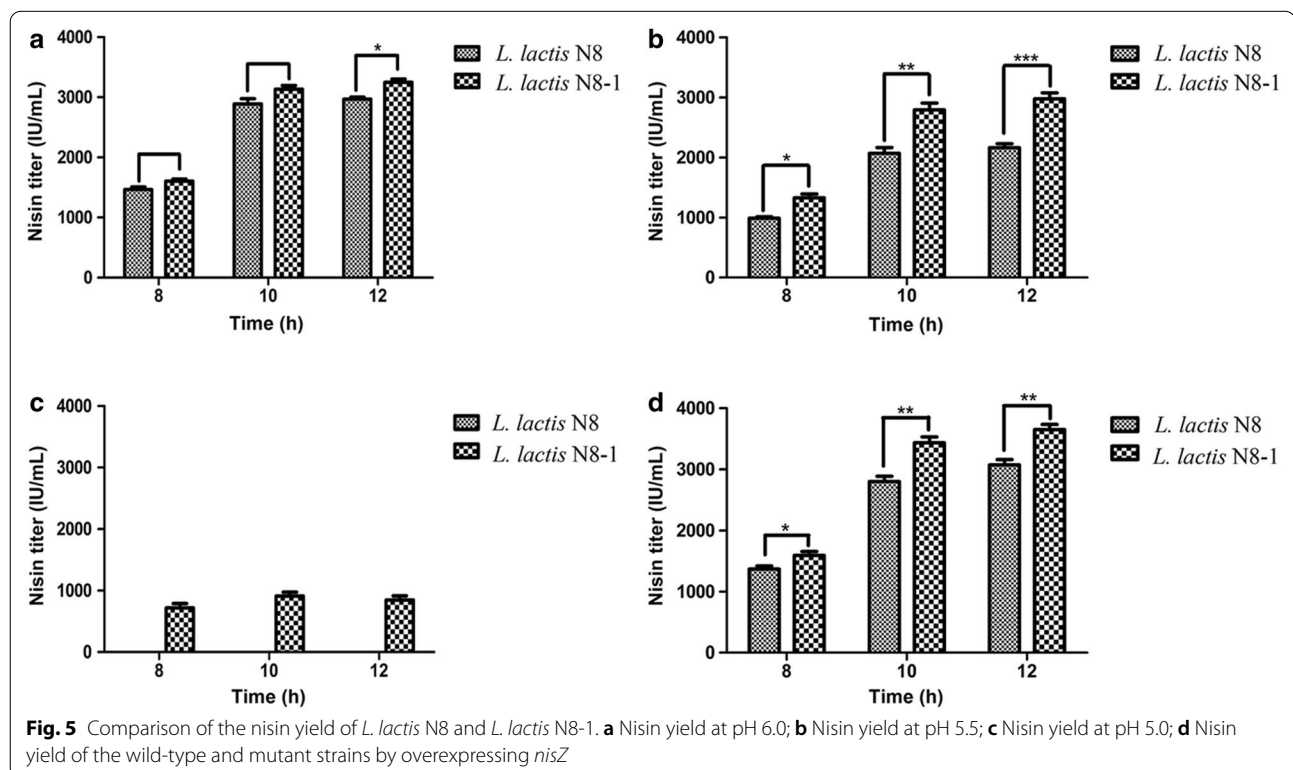 a
4000
3000
2000
1000
0
Nisin titer (IU/mL)
*
8
10
12
Time (h)
L. lactis N8
L. lactis N8-1
b
4000
3000
2000
1000
0
Nisin titer (IU/mL)
*
**
***
8
10
12
Time (h)
L. lactis N8
L. lactis N8-1
c
4000
3000
2000
1000
0
Nisin titer (IU/mL)
8
10
12
Time (h)
L. lactis N8
L. lactis N8-1
d
4000
3000
2000
1000
0
Nisin titer (IU/mL)
*
**
**
8
10
12
Time (h)
L. lactis N8
L. lactis N8-1
Fig. 5 Comparison of the nisin yield of L. lactis N8 and L. lactis N8-1. a Nisin yield at pH 6.0; b Nisin yield at pH 5.5; c Nisin yield at pH 5.0; d Nisin
yield of the wild-type and mutant strains by overexpressing nisZ